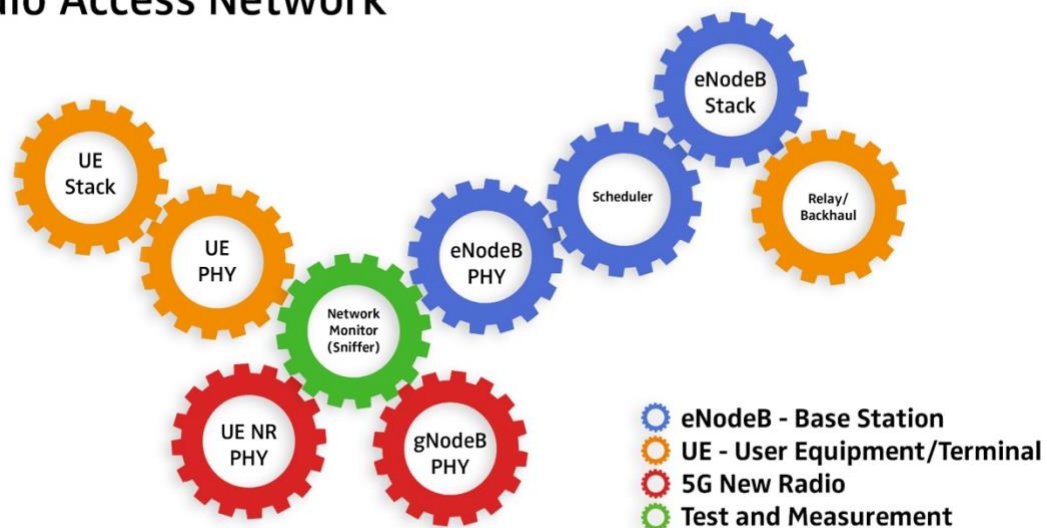 Access Network
eNodeB
Stack
UE
Stack
Scheduler
Relay/
Backhaul
UE
PHY
eNodeB
PHY
Network
Monitor
(Sniffer)
UE NR
PHY
gNodeB
PHY
eNodeB - Base Station
UE - User Equipment/Terminal
5G New Radio
Test and Measurement